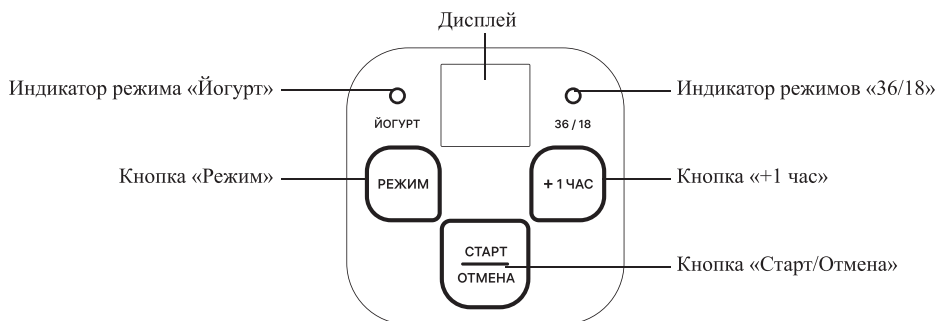 Дисплей
Индикатор режима «Йогурт»
Индикатор режимов «36/18»
ЙОГУРТ
36 / 18
Кнопка «Режим»
РЕЖИМ
+ 1 ЧАС
Кнопка «+1 час»
СТАРТ
ОТМЕНА
Кнопка «Старт/Отмена»